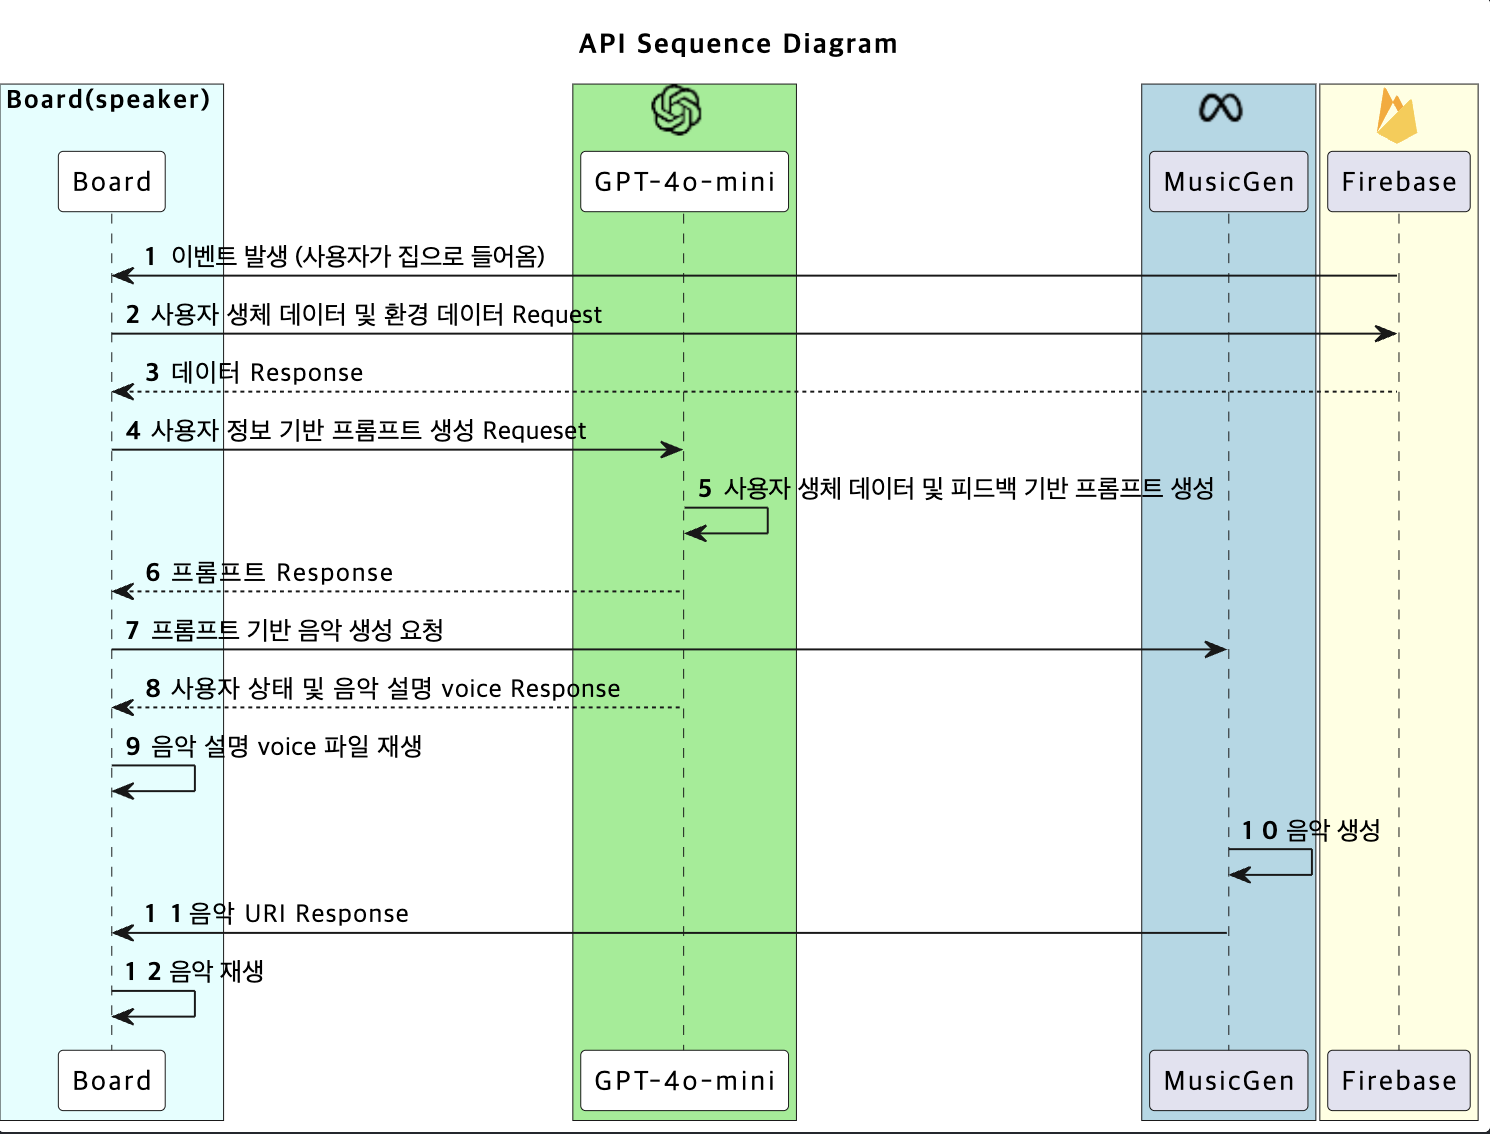 API Sequence Diagram
Board(speaker)
Board
GPT-4o-mini
MusicGen
Firebase
1 이벤트 발생 (사용자가 집으로 들어옴)
2 사용자 생체 데이터 및 환경 데이터 Request
3 데이터 Response
4 사용자 정보 기반 프롬프트 생성 Requeset
5 사용자 생체 데이터 및 피드백 기반 프롬프트 생성
6 프롬프트 Response
7 프롬프트 기반 음악 생성 요청
8 사용자 상태 및 음악 설명 voice Response
9 음악 설명 voice 파일 재생
10 음악 생성
11 음악 URI Response
12 음악 재생
Board
GPT-4o-mini
MusicGen
Firebase